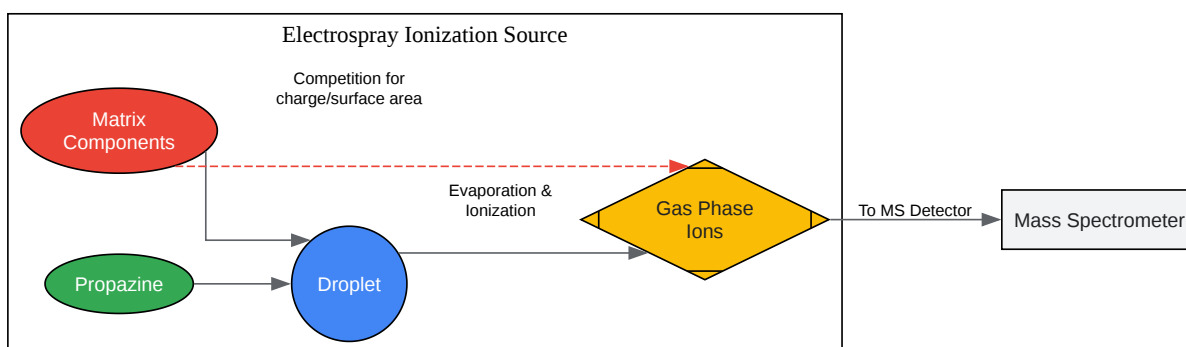 Electrospray Ionization Source
Competition for
charge/surface area
Matrix
Components
Evaporation &
Ionization
Gas Phase
Ions
To MS Detector
Mass Spectrometer
Propazine
Droplet